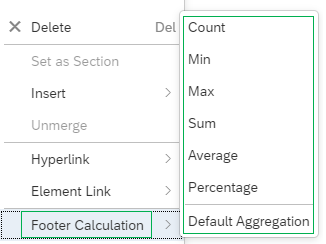 Delete Del
Set as Section
Insert
Unmerge
Hyperlink
Element Link
Footer Calculation
Count
Min
Max
Sum
Average
Percentage
Default Aggregation